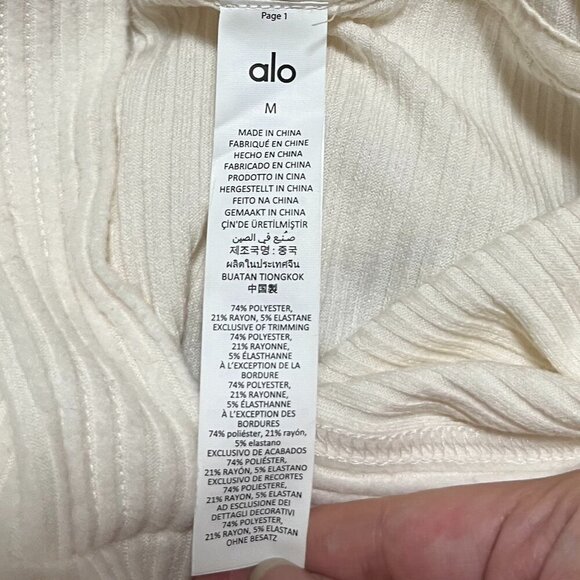 Page 1
alo
M
MADE IN CHINA
FABRIQUÉ EN CHINE
HECHO EN CHINA
FABRICADO EN CHINA
PRODOTTO IN CINA
HERGESTELLT IN CHINA
FEITO NA CHINA
GEMAAKT IN CHINA
ÇİN'DE ÜRETİLMİŞTİR
صنع في الصين
제조국명 : 중국
ผลิตในประเทศจีน
BUATAN TIONGKOK
中国製
74% POLYESTER,
21% RAYON, 5% ELASTANE
EXCLUSIVE OF TRIMMING
74% POLYESTER,
21% RAYONNE,
5% ÉLASTHANNE
À L'EXCEPTION DE LA
BORDURE
74% POLYESTER,
21% RAYONNE,
5% ÉLASTHANNE
À L'EXCEPTION DES
BORDURES
74% poliéster, 21% rayón,
5% elastano
EXCLUSIVO DE ACABADOS
74% POLIÉSTER,
21% RAYÓN, 5% ELASTANO
EXCLUSIVO DE RECORTES
74% POLIESTERE,
21% RAYON, 5% ELASTAN
AD ESCLUSIONE DEI
DETTAGLI DECORATIVI
74% POLYESTER,
21% RAYON, 5% ELASTAN
OHNE BESATZ